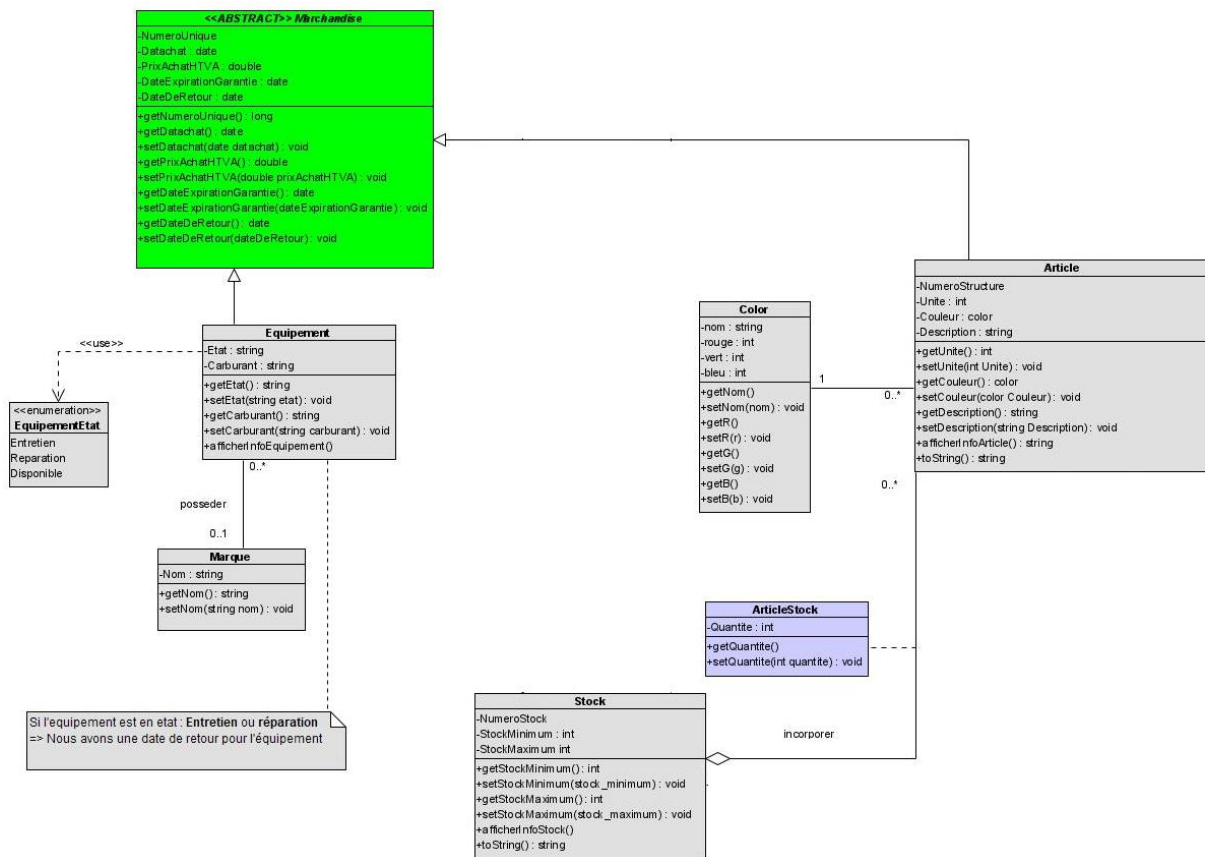 <<ABSTRACT>> Marchandise
-NumeroUnique
-Datachat : date
-PrixAchatHTVA : double
-DateExpirationGarantie : date
-DateDeRetour : date
+getNumeroUnique() : long
+getDatachat() : date
+setDatachat(date datachat) : void
+getPrixAchatHTVA() : double
+setPrixAchatHTVA(double prixAchatHTVA) : void
+getDateExpirationGarantie() : date
+setDateExpirationGarantie(dateExpirationGarantie) : void
+getDateDeRetour() : date
+setDateDeRetour(dateDeRetour) : void
Article
-NumeroStructure
-Unite : int
-Couleur : color
-Description : string
+getUnite() : int
+setUnite(int Unite) : void
+getCouleur() : color
+setCouleur(color Couleur) : void
+getDescription() : string
+setDescription(string Description) : void
+afficherInfoArticle() : string
+toString() : string
Color
-nom : string
-rouge : int
-vert : int
-bleu : int
+getNom()
+setNom(nom) : void
+getR()
+setR(r) : void
+getG()
+setG(g) : void
+getB()
+setB(b) : void
1
0..*
Equipement
-Etat : string
-Carburant : string
+getEtat() : string
+setEtat(string etat) : void
+getCarburant() : string
+setCarburant(string carburant) : void
+afficherInfoEquipement()
<<use>>
<<enumeration>>
EquipementEtat
Entretien
Reparation
Disponible
0..*
posseder
0..1
Marque
-Nom : string
+getNom() : string
+setNom(string nom) : void
0..*
ArticleStock
-Quantite : int
+getQuantite()
+setQuantite(int quantite) : void
incorporer
Stock
-NumeroStock
-StockMinimum : int
-StockMaximum int
+getStockMinimum() : int
+setStockMinimum(stock_minimum) : void
+getStockMaximum() : int
+setStockMaximum(stock_maximum) : void
+afficherInfoStock()
+toString() : string
Si l'equipement est en etat : Entretien ou réparation
=> Nous avons une date de retour pour l'équipement